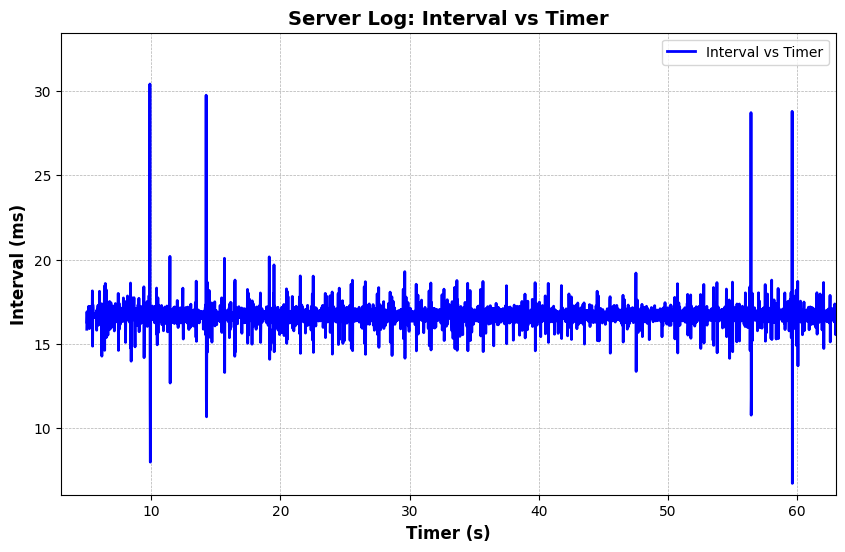 Server Log: Interval vs Timer
Interval vs Timer
Interval (ms)
30
25
20
15
10
10 20 30 40 50 60
Timer (s)